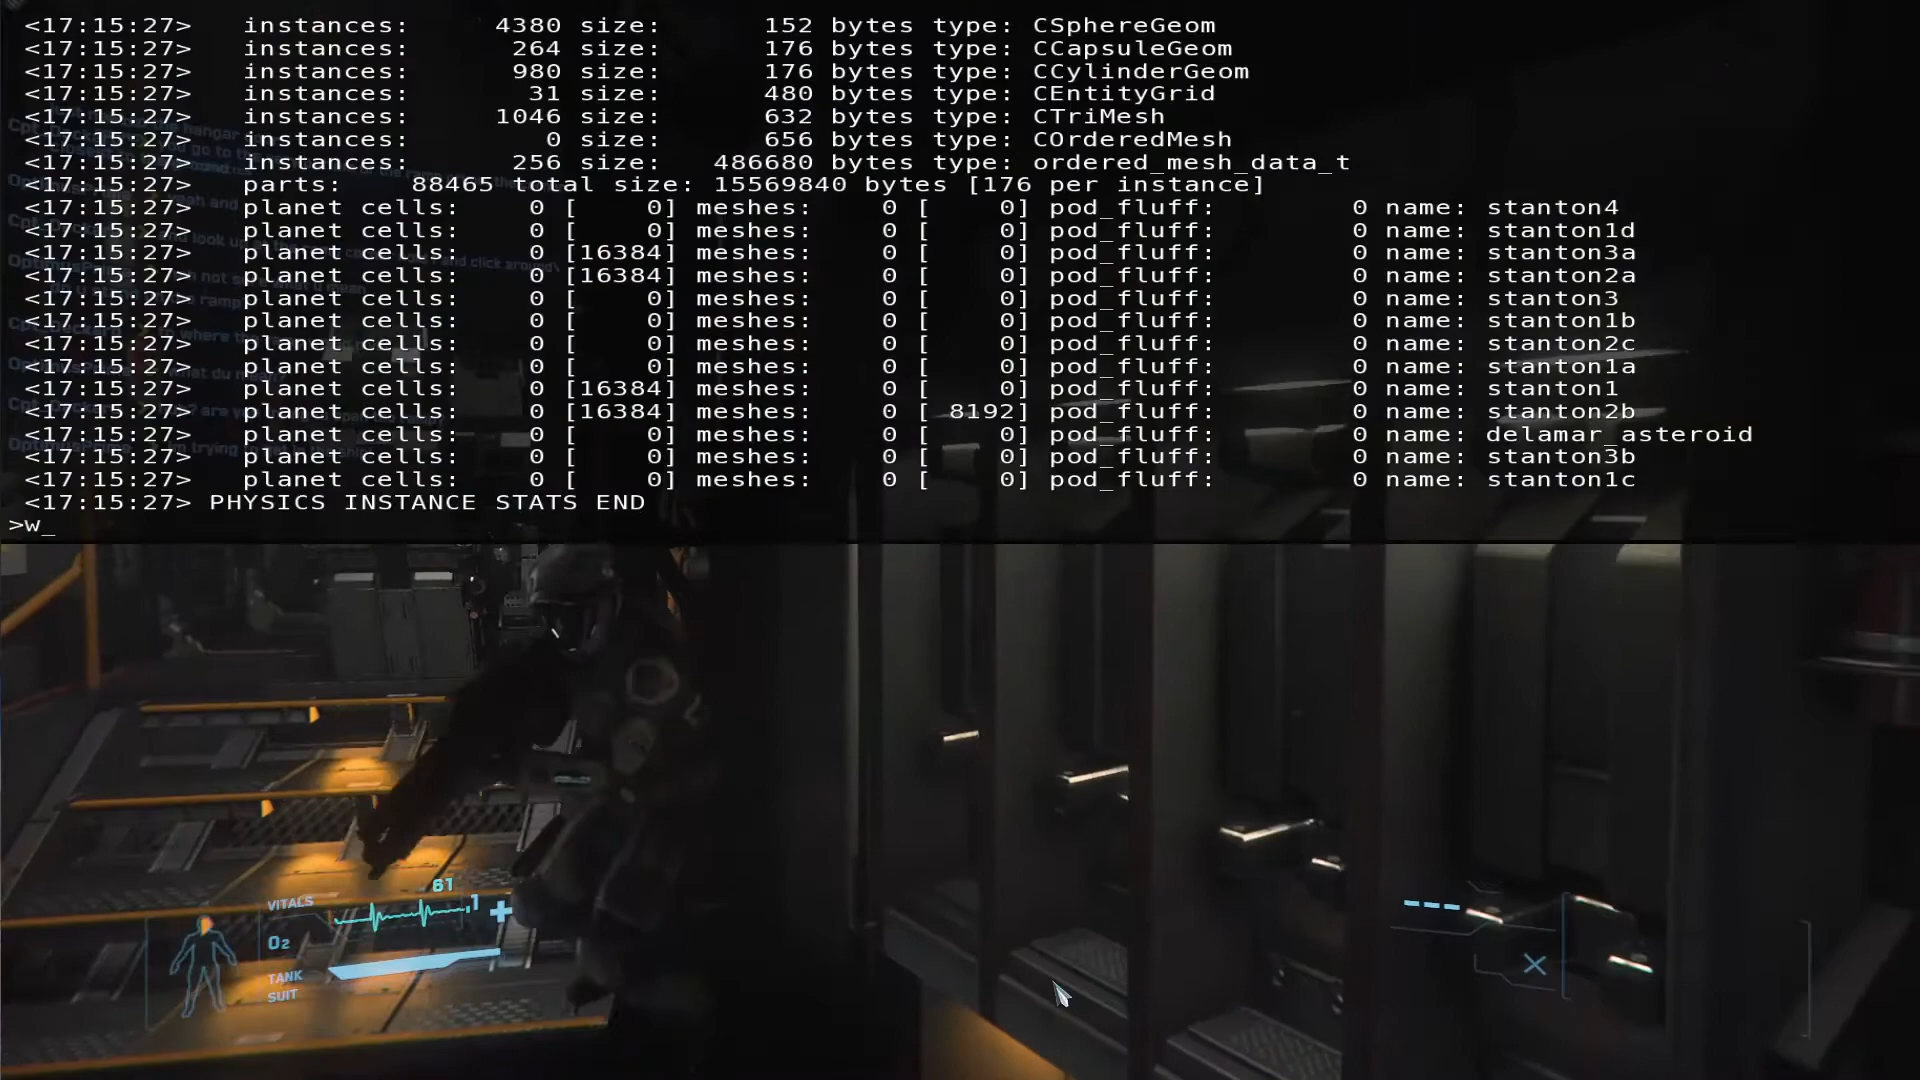 <17:15:27>   instances:     4380 size:      152 bytes type: CSphereGeom
<17:15:27>   instances:      264 size:      176 bytes type: CCapsuleGeom
<17:15:27>   instances:      980 size:      176 bytes type: CCylinderGeom
<17:15:27>   instances:       31 size:      480 bytes type: CEntityGrid
<17:15:27>   instances:     1046 size:      632 bytes type: CTriMesh
<17:15:27>   instances:        0 size:      656 bytes type: COrderedMesh
<17:15:27>   instances:      256 size:   486680 bytes type: ordered_mesh_data_t
<17:15:27>   parts:    88465 total size: 15569840 bytes [176 per instance]
<17:15:27>   planet cells:    0 [    0] meshes:    0 [    0] pod_fluff:        0 name: stanton4
<17:15:27>   planet cells:    0 [    0] meshes:    0 [    0] pod_fluff:        0 name: stanton1d
<17:15:27>   planet cells:    0 [16384] meshes:    0 [    0] pod_fluff:        0 name: stanton3a
<17:15:27>   planet cells:    0 [16384] meshes:    0 [    0] pod_fluff:        0 name: stanton2a
<17:15:27>   planet cells:    0 [    0] meshes:    0 [    0] pod_fluff:        0 name: stanton3
<17:15:27>   planet cells:    0 [    0] meshes:    0 [    0] pod_fluff:        0 name: stanton1b
<17:15:27>   planet cells:    0 [    0] meshes:    0 [    0] pod_fluff:        0 name: stanton2c
<17:15:27>   planet cells:    0 [    0] meshes:    0 [    0] pod_fluff:        0 name: stanton1a
<17:15:27>   planet cells:    0 [16384] meshes:    0 [    0] pod_fluff:        0 name: stanton1
<17:15:27>   planet cells:    0 [16384] meshes:    0 [ 8192] pod_fluff:        0 name: stanton2b
<17:15:27>   planet cells:    0 [    0] meshes:    0 [    0] pod_fluff:        0 name: delamar_asteroid
<17:15:27>   planet cells:    0 [    0] meshes:    0 [    0] pod_fluff:        0 name: stanton3b
<17:15:27>   planet cells:    0 [    0] meshes:    0 [    0] pod_fluff:        0 name: stanton1c
<17:15:27> PHYSICS INSTANCE STATS END
>w_
61
VITALS
1
O2
TANK
SUIT